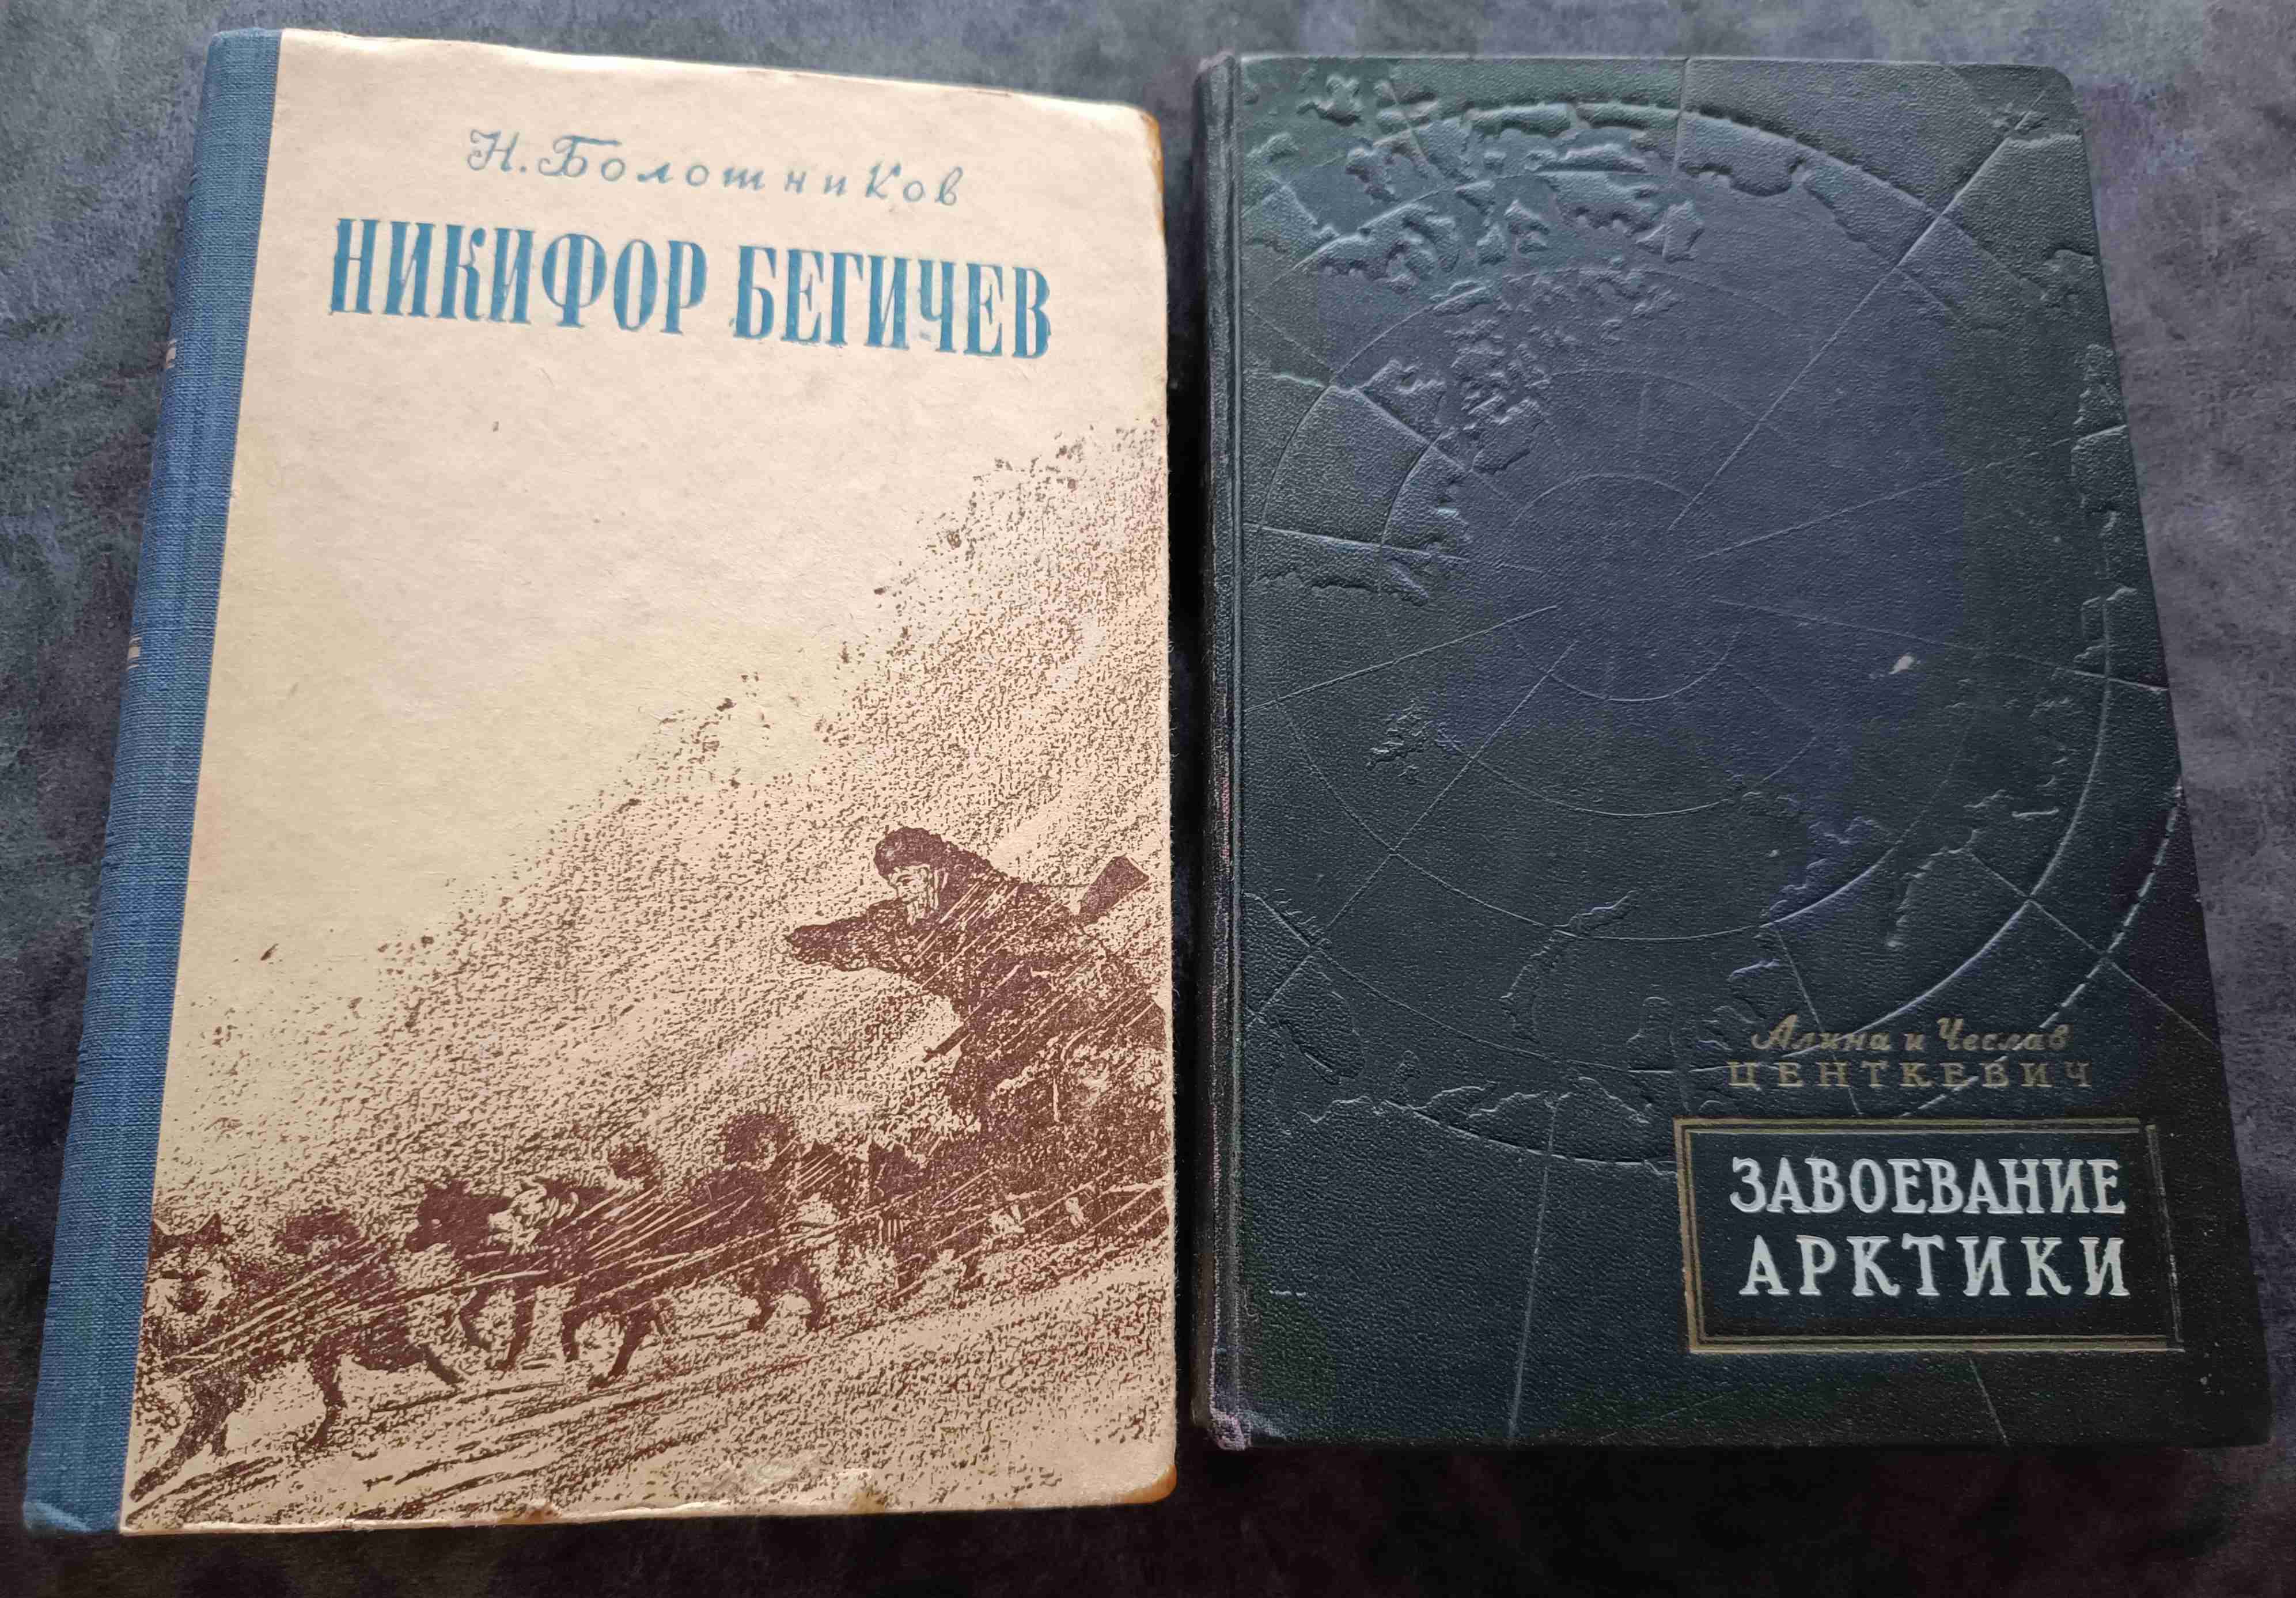 Н. Болотников
НИКИФОР БЕГИЧЕВ
Алина и Чеслав
ЦЕНТКЕВИЧ
ЗАВОЕВАНИЕ
АРКТИКИ